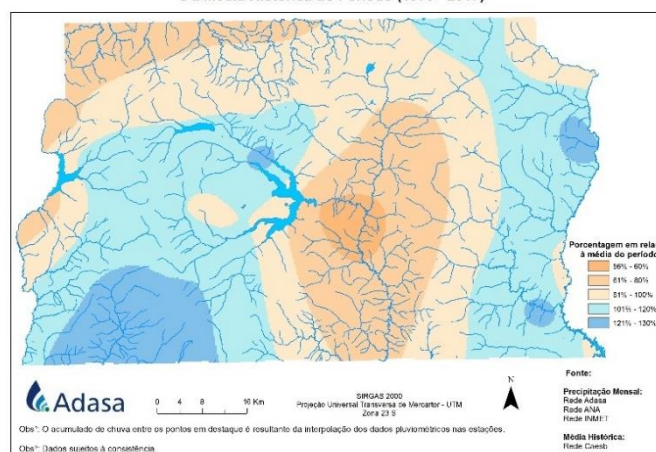 Porcentagem em rela
à média do período
56% - 60%
61% - 80%
81% - 100%
101% - 120%
121% - 130%
Adasa
0 4 8 16 Km
SIRGAS 2000
Projeção Universal Transversa de Mercartor - UTM
Zona 23 S
N
Fonte:
Precipitação Mensal:
Rede Adasa
Rede ANA
Rede INMET
Média Histórica:
Rede Caesb
Obs¹: O acumulado de chuva entre os pontos em destaque é resultante da interpolação dos dados pluviométricos nas estações.
Obs²: Dados sujeitos à consistência.